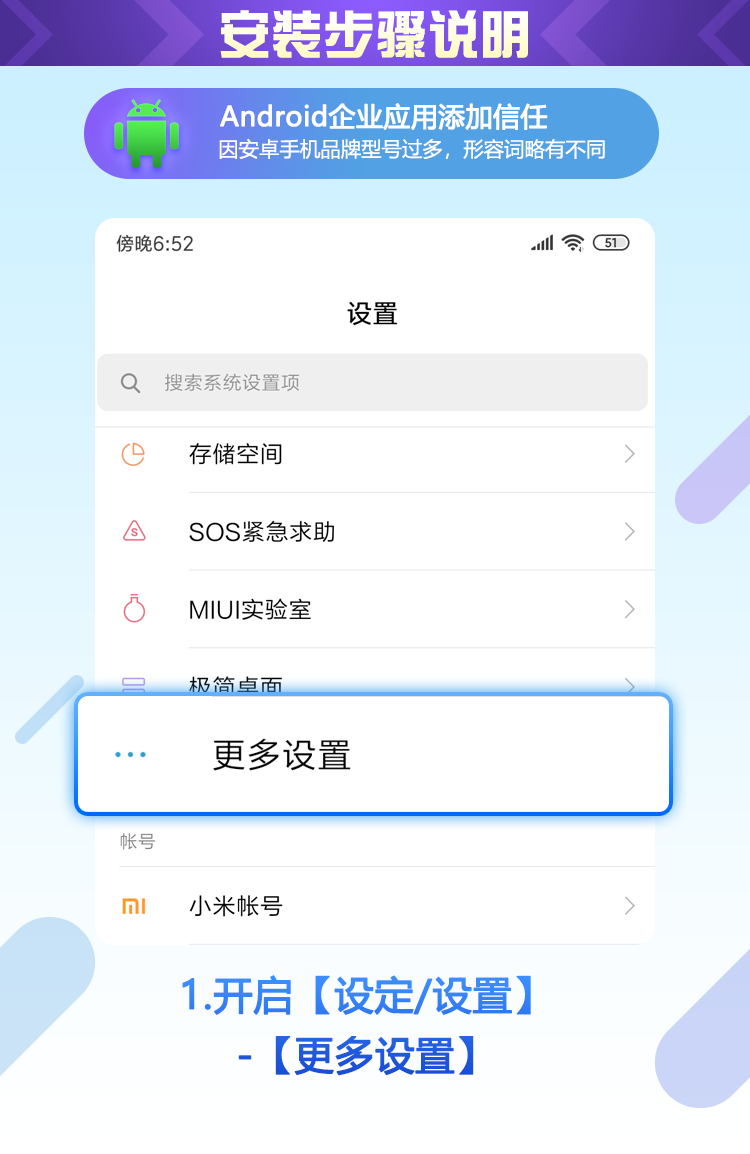 安装步骤说明
Android企业应用添加信任
因安卓手机品牌型号过多，形容词略有不同
傍晚6:52
51
设置
搜索系统设置项
存储空间
S
SOS紧急求助
MIUI实验室
极简桌面
... 更多设置
帐号
mi 小米帐号
1.开启【设定/设置】
-【更多设置】